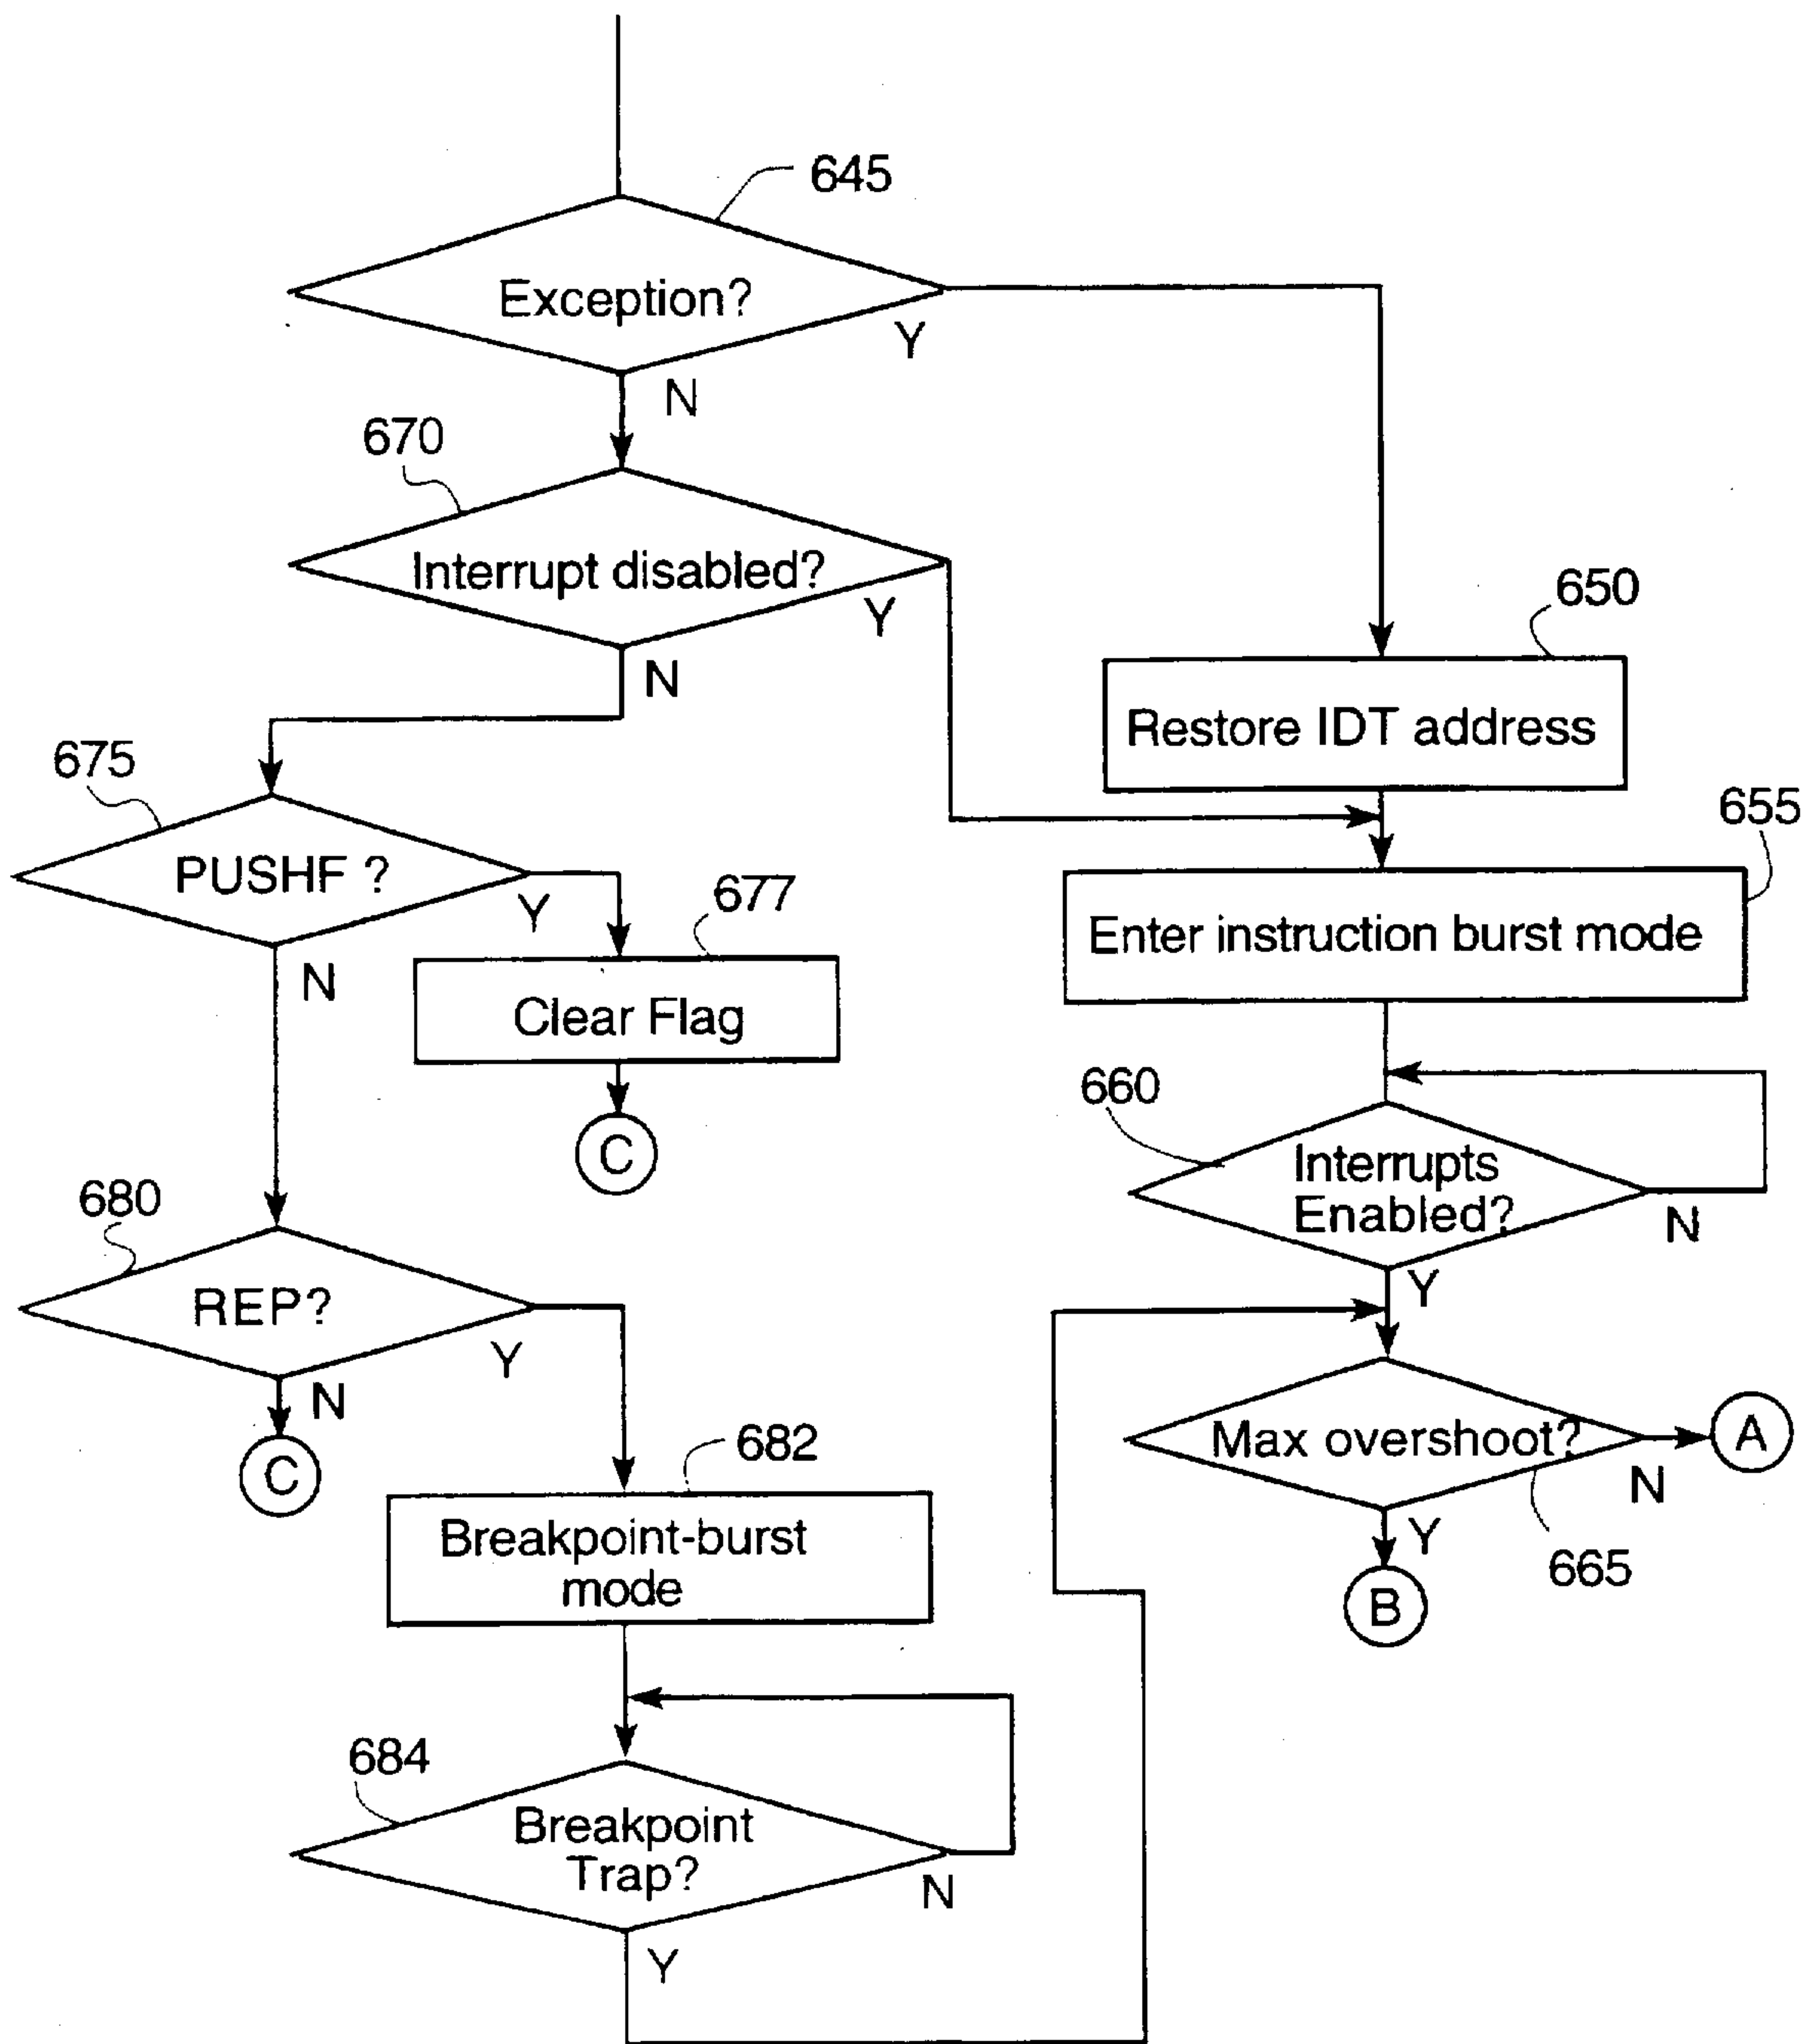 645
Exception?
Y
N
670
Interrupt disabled?
Y
N
650
Restore IDT address
675
PUSHF ?
Y
N
677
Clear Flag
C
655
Enter instruction burst mode
660
Interrupts
Enabled?
N
Y
680
REP?
Y
N
C
Max overshoot?
N
A
Y
665
B
682
Breakpoint-burst
mode
684
Breakpoint
Trap?
N
Y